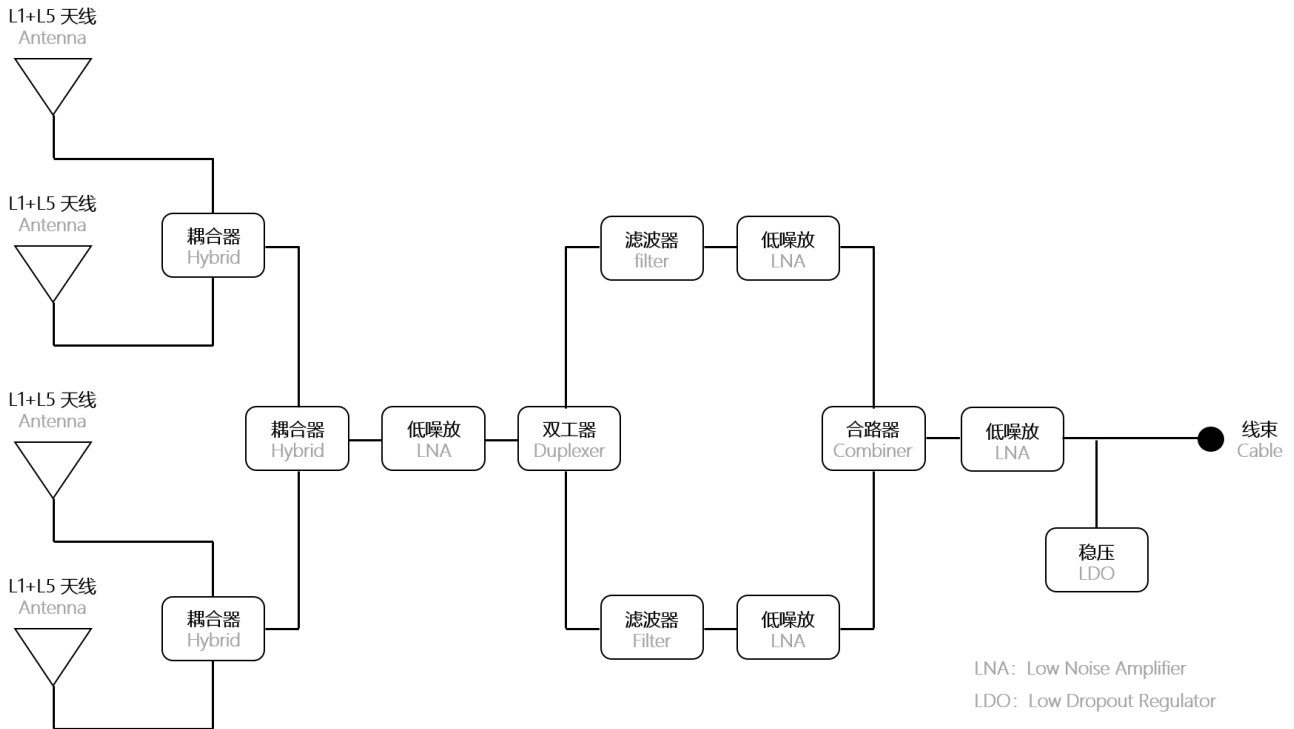 L1+L5 天线
Antenna
L1+L5 天线
Antenna
耦合器
Hybrid
滤波器
filter
低噪放
LNA
L1+L5 天线
Antenna
耦合器
Hybrid
低噪放
LNA
双工器
Duplexer
合路器
Combiner
低噪放
LNA
线束
Cable
稳压
LDO
L1+L5 天线
Antenna
耦合器
Hybrid
滤波器
Filter
低噪放
LNA
LNA：Low Noise Amplifier
LDO：Low Dropout Regulator